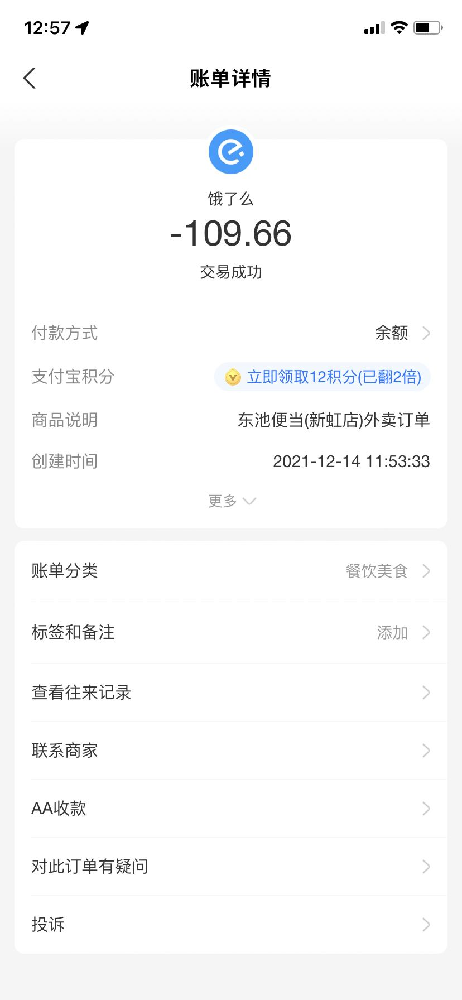 12:57
账单详情
饿了么
-109.66
交易成功
付款方式 余额
支付宝积分 立即领取12积分(已翻2倍)
商品说明 东池便当(新虹店)外卖订单
创建时间 2021-12-14 11:53:33
更多
账单分类 餐饮美食
标签和备注 添加
查看往来记录
联系商家
AA收款
对此订单有疑问
投诉